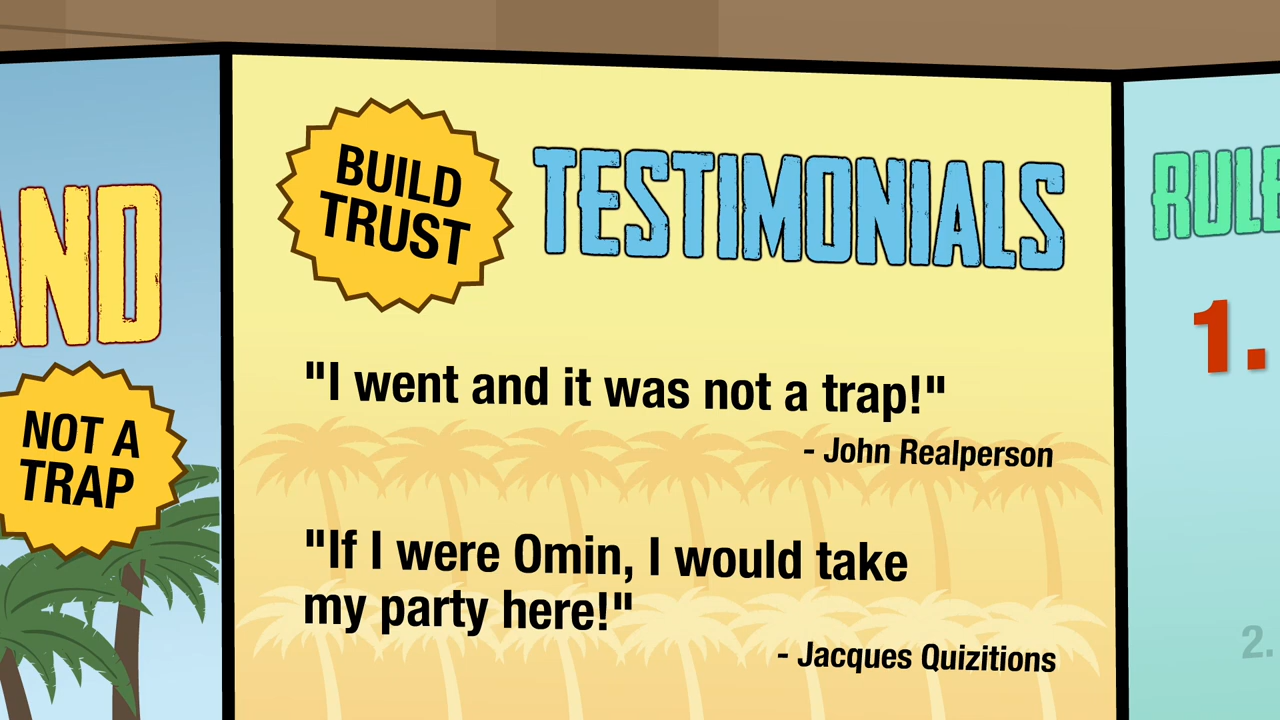 AND
NOT A
TRAP
BUILD
TRUST
TESTIMONIALS
"I went and it was not a trap!"
- John Realperson
"If I were Omin, I would take
my party here!"
- Jacques Quizitions
RULE
1.
2.